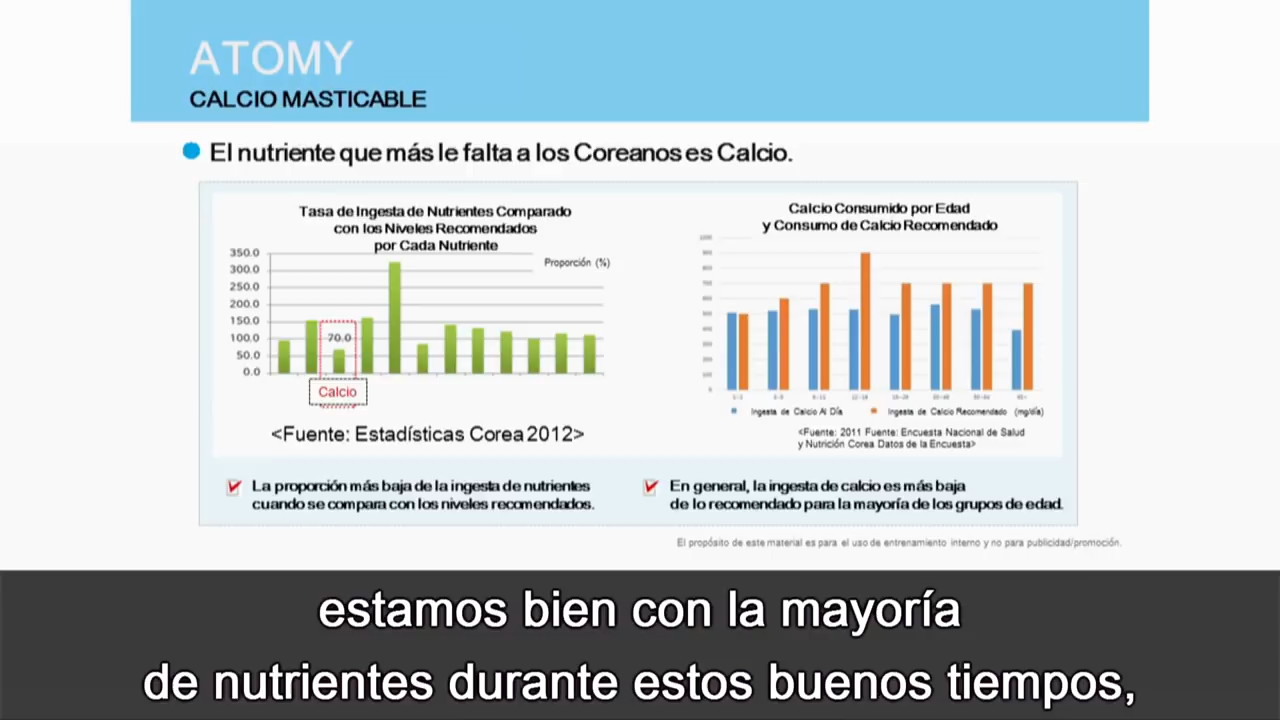 ATOMY
CALCIO MASTICABLE
El nutriente que más le falta a los Coreanos es Calcio.
Tasa de Ingesta de Nutrientes Comparado
con los Niveles Recomendados
por Cada Nutriente
Proporción (%)
350.0
300.0
250.0
200.0
150.0
100.0
50.0
0.0
70.0
Calcio
<Fuente: Estadísticas Corea 2012>
La proporción más baja de la ingesta de nutrientes
cuando se compara con los niveles recomendados.
Calcio Consumido por Edad
y Consumo de Calcio Recomendado
Ingesta de Calcio Al Día
Ingesta de Calcio Recomendado (mg/día)
<Fuente: 2011 Fuente: Encuesta Nacional de Salud
y Nutrición Corea Datos de la Encuesta>
En general, la ingesta de calcio es más baja
de lo recomendado para la mayoría de los grupos de edad.
El propósito de este material es para el uso de entrenamiento interno y no para publicidad/promoción.
estamos bien con la mayoría
de nutrientes durante estos buenos tiempos,